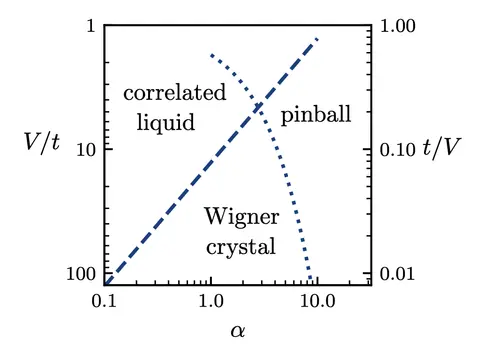 1
1.00
correlated
liquid
pinball
V/t
10
0.10
t/V
Wigner
crystal
100
0.01
0.1
1.0
10.0
α